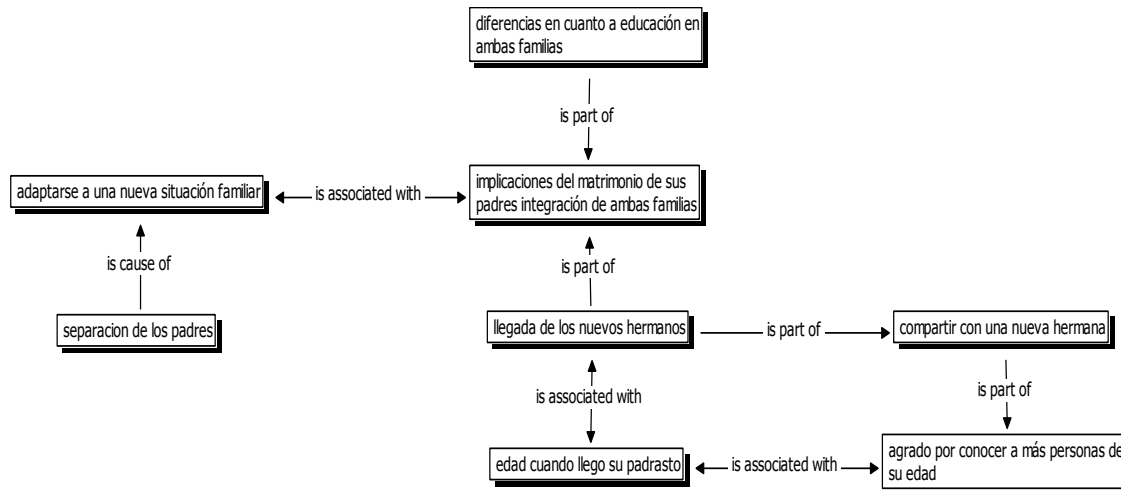 diferencias en cuanto a educación en
ambas familias
is part of
adaptarse a una nueva situación familiar
is associated with
implicaciones del matrimonio de sus
padres integración de ambas familias
is cause of
is part of
separacion de los padres
llegada de los nuevos hermanos
is part of
compartir con una nueva hermana
is associated with
is part of
edad cuando llego su padrasto
is associated with
agrado por conocer a más personas de
su edad